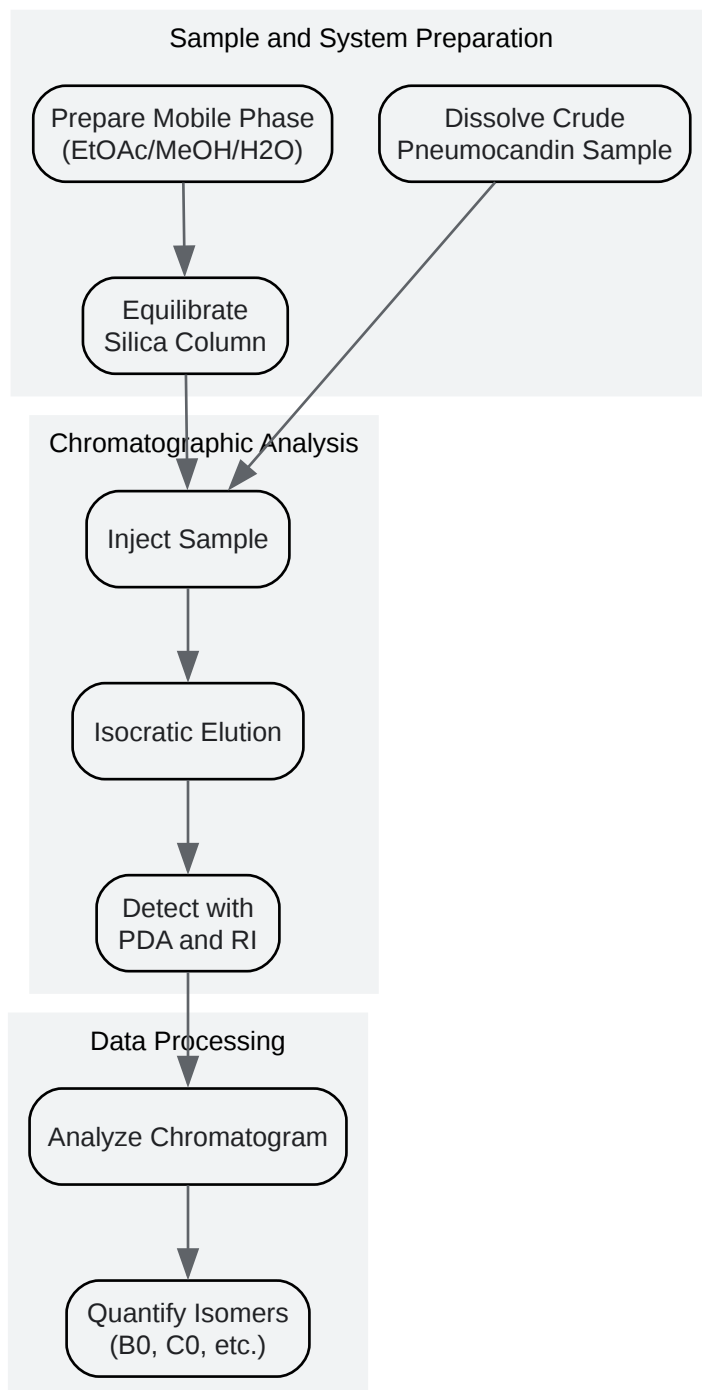 Sample and System Preparation
Prepare Mobile Phase
(EtOAc/MeOH/H2O)
Dissolve Crude
Pneumocandin Sample
Equilibrate
Silica Column
Chromatographic Analysis
Inject Sample
Isocratic Elution
Detect with
PDA and RI
Data Processing
Analyze Chromatogram
Quantify Isomers
(B0, C0, etc.)